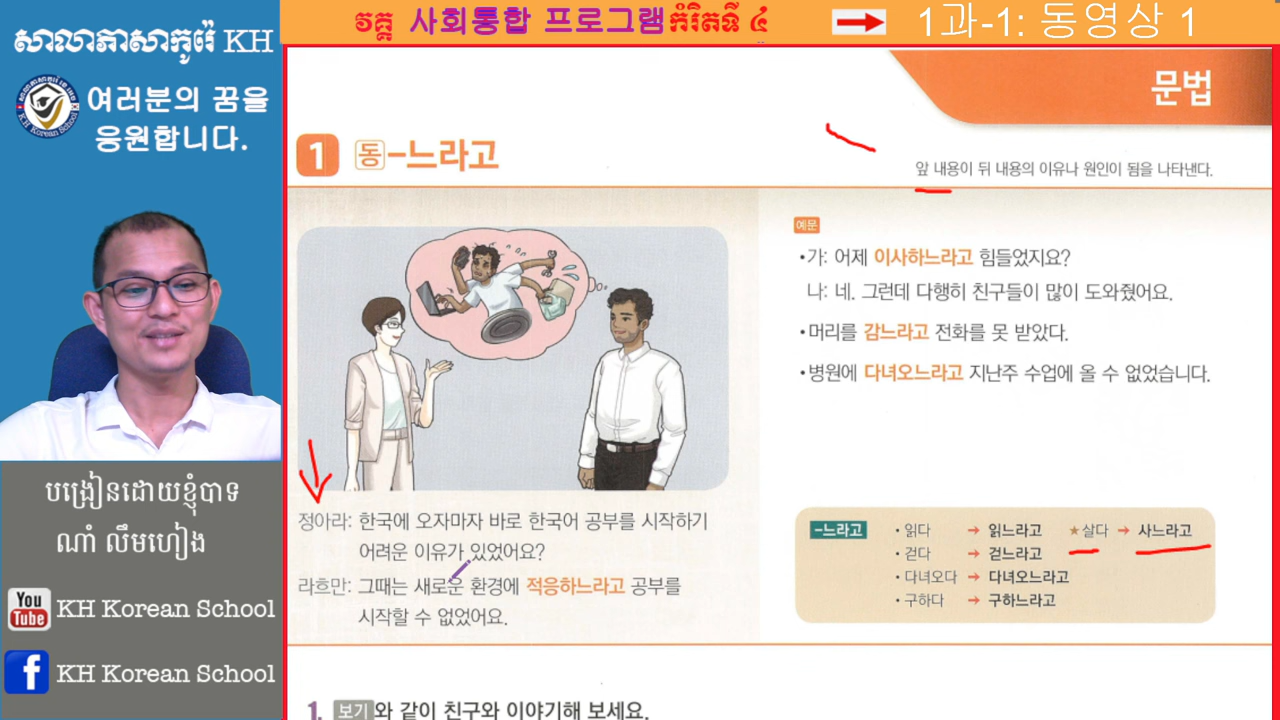 សាលាភាសាកូរ៉េ KH
여러분의 꿈을
응원합니다.
បង្រៀនដោយខ្ញុំបាទ
ណាំ លឹមហៀង
You Tube KH Korean School
f KH Korean School
វគ្គ 사회통합 프로그램កំរិតទី ៤ 1과-1: 동영상 1
문법
1 동-느라고
앞 내용이 뒤 내용의 이유나 원인이 됨을 나타낸다.
정아라: 한국에 오자마자 바로 한국어 공부를 시작하기
어려운 이유가 있었어요?
라흐만: 그때는 새로운 환경에 적응하느라고 공부를
시작할 수 없었어요.
예문
•가: 어제 이사하느라고 힘들었지요?
나: 네. 그런데 다행히 친구들이 많이 도와줬어요.
•머리를 감느라고 전화를 못 받았다.
•병원에 다녀오느라고 지난주 수업에 올 수 없었습니다.
-느라고 •읽다 → 읽느라고 ★살다 → 사느라고
•걷다 → 걷느라고
•다녀오다 → 다녀오느라고
•구하다 → 구하느라고
1. 보기와 같이 친구와 이야기해 보세요.